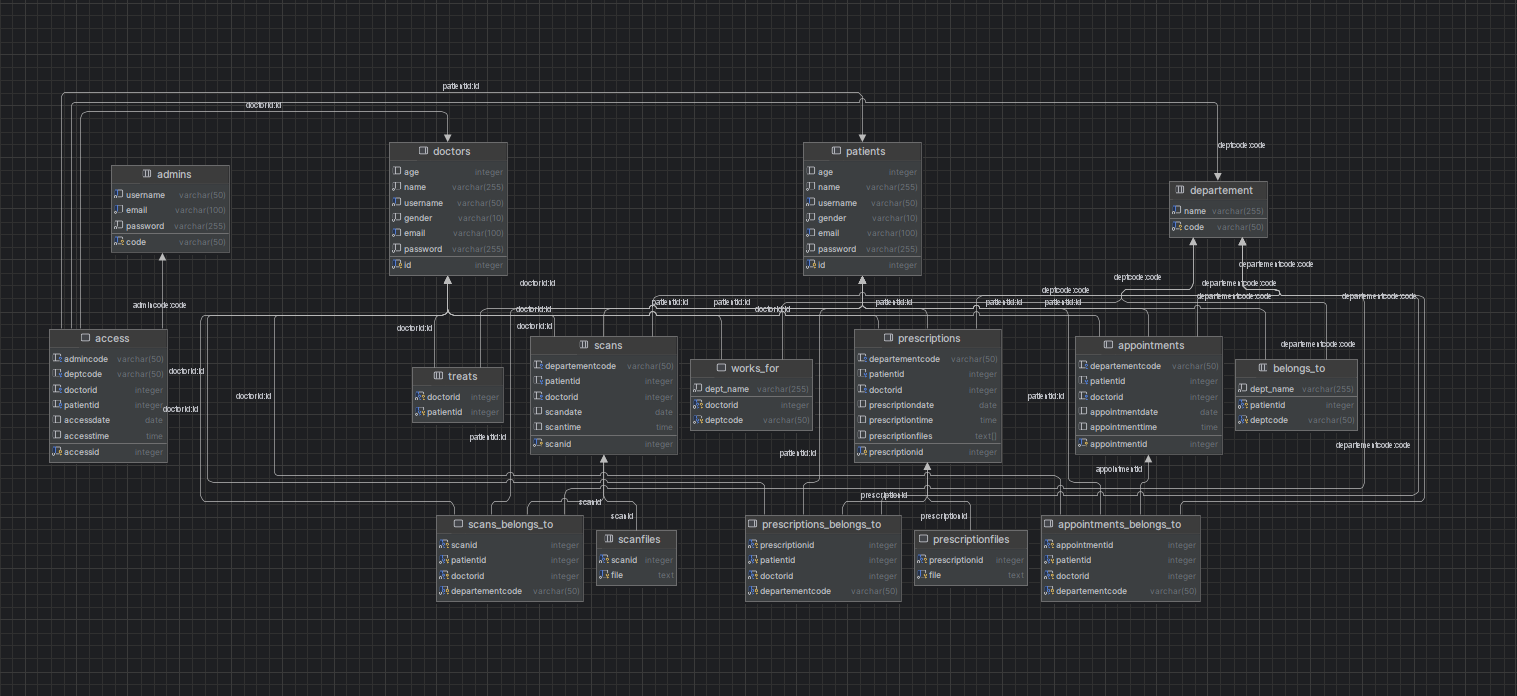 patientid:id
doctorid:id
deptcode:code
doctors
age integer
name varchar(255)
username varchar(50)
gender varchar(10)
email varchar(100)
password varchar(255)
id integer
patients
age integer
name varchar(255)
username varchar(50)
gender varchar(10)
email varchar(100)
password varchar(255)
id integer
admins
username varchar(50)
email varchar(100)
password varchar(255)
code varchar(50)
departement
name varchar(255)
code varchar(50)
departementcode:code
deptcode:code
doctorid:id
departementcode:code
deptcode:code
patientid:id
patientid:id
patientid:id
patientid:id
patientid:id
departementcode:code
departementcode:code
admincode:code
doctorid:id
doctorid:id
doctorid:id
doctorid:id
departementcode:code
access
admincode varchar(50)
deptcode varchar(50)
doctorid integer
patientid integer
accessdate date
accesstime time
accessid integer
doctorid:id
doctorid:id
doctorid:id
treats
doctorid integer
patientid integer
scans
departementcode varchar(50)
patientid integer
doctorid integer
scandate date
scantime time
scanid integer
works_for
dept_name varchar(255)
doctorid integer
deptcode varchar(50)
prescriptions
departementcode varchar(50)
patientid integer
doctorid integer
prescriptiondate date
prescriptiontime time
prescriptionfiles text[]
prescriptionid integer
patientid:id
appointments
departementcode varchar(50)
patientid integer
doctorid integer
appointmentdate date
appointmenttime time
appointmentid integer
belongs_to
dept_name varchar(255)
patientid integer
deptcode varchar(50)
patientid:id
patientid:id
departementcode:code
appointmentid
scanid
scanid
prescriptionid
prescriptionid
scans_belongs_to
scanid integer
patientid integer
doctorid integer
departementcode varchar(50)
scanfiles
scanid integer
file text
prescriptions_belongs_to
prescriptionid integer
patientid integer
doctorid integer
departementcode varchar(50)
prescriptionfiles
prescriptionid integer
file text
appointments_belongs_to
appointmentid integer
patientid integer
doctorid integer
departementcode varchar(50)